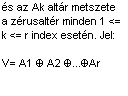 és az Ak altár metszete
a zérusaltér minden 1 <=
k <= r index esetén. Jel:
V= A1 ⊕ A2 ⊕...⊕Ar